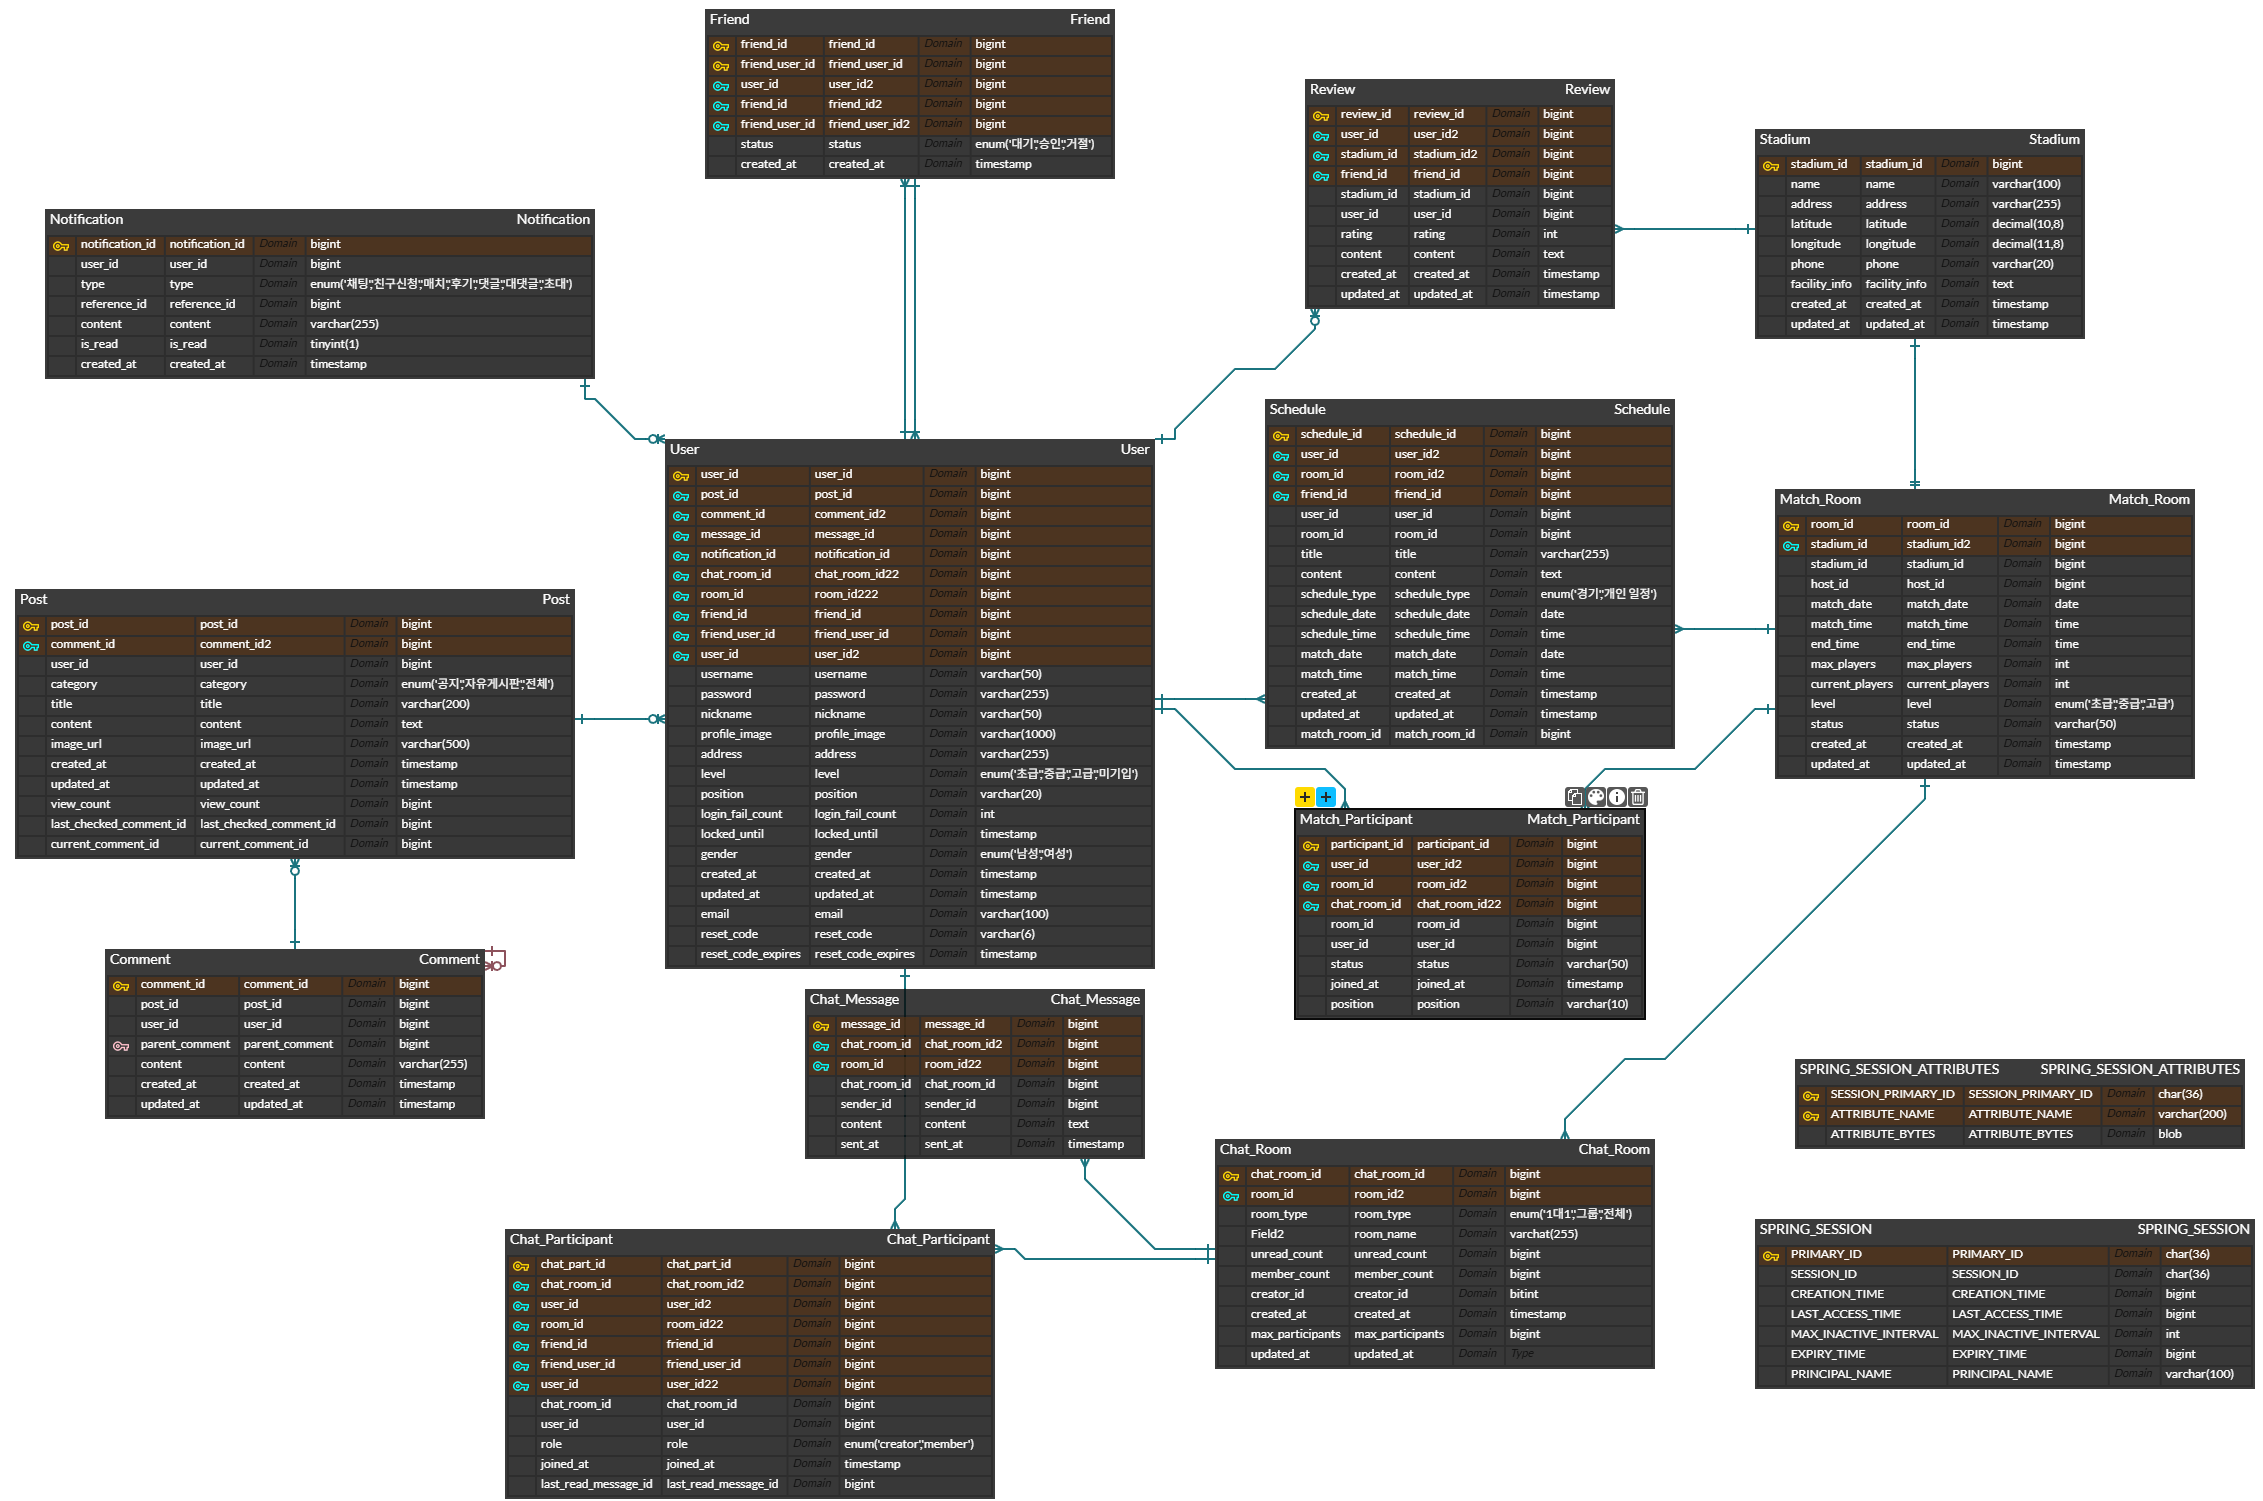 Friend Friend
friend_id friend_id Domain bigint
friend_user_id friend_user_id Domain bigint
user_id user_id2 Domain bigint
friend_id friend_id2 Domain bigint
friend_user_id friend_user_id2 Domain bigint
status status Domain enum('대기','승인','거절')
created_at created_at Domain timestamp
Review Review
review_id review_id Domain bigint
user_id user_id2 Domain bigint
stadium_id stadium_id2 Domain bigint
friend_id friend_id Domain bigint
stadium_id stadium_id Domain bigint
user_id user_id Domain bigint
rating rating Domain int
content content Domain text
created_at created_at Domain timestamp
updated_at updated_at Domain timestamp
Stadium Stadium
stadium_id stadium_id Domain bigint
name name Domain varchar(100)
address address Domain varchar(255)
latitude latitude Domain decimal(10,8)
longitude longitude Domain decimal(11,8)
phone phone Domain varchar(20)
facility_info facility_info Domain text
created_at created_at Domain timestamp
updated_at updated_at Domain timestamp
Notification Notification
notification_id notification_id Domain bigint
user_id user_id Domain bigint
type type Domain enum('채팅','친구신청','매치','후기','댓글','대댓글','초대')
reference_id reference_id Domain bigint
content content Domain varchar(255)
is_read is_read Domain tinyint(1)
created_at created_at Domain timestamp
User User
user_id user_id Domain bigint
post_id post_id Domain bigint
comment_id comment_id2 Domain bigint
message_id message_id Domain bigint
notification_id notification_id Domain bigint
chat_room_id chat_room_id22 Domain bigint
room_id room_id222 Domain bigint
friend_id friend_id Domain bigint
friend_user_id friend_user_id Domain bigint
user_id user_id2 Domain bigint
username username Domain varchar(50)
password password Domain varchar(255)
nickname nickname Domain varchar(50)
profile_image profile_image Domain varchar(1000)
address address Domain varchar(255)
level level Domain enum('초급','중급','고급','미기입')
position position Domain varchar(20)
login_fail_count login_fail_count Domain int
locked_until locked_until Domain timestamp
gender gender Domain enum('남성','여성')
created_at created_at Domain timestamp
updated_at updated_at Domain timestamp
email email Domain varchar(100)
reset_code reset_code Domain varchar(6)
reset_code_expires reset_code_expires Domain timestamp
Schedule Schedule
schedule_id schedule_id Domain bigint
user_id user_id2 Domain bigint
room_id room_id2 Domain bigint
friend_id friend_id Domain bigint
user_id user_id Domain bigint
room_id room_id Domain bigint
title title Domain varchar(255)
content content Domain text
schedule_type schedule_type Domain enum('경기','개인 일정')
schedule_date schedule_date Domain date
schedule_time schedule_time Domain time
match_date match_date Domain date
match_time match_time Domain time
created_at created_at Domain timestamp
updated_at updated_at Domain timestamp
match_room_id match_room_id Domain bigint
Match_Room Match_Room
room_id room_id Domain bigint
stadium_id stadium_id2 Domain bigint
stadium_id stadium_id Domain bigint
host_id host_id Domain bigint
match_date match_date Domain date
match_time match_time Domain time
end_time end_time Domain time
max_players max_players Domain int
current_players current_players Domain int
level level Domain enum('초급','중급','고급')
status status Domain varchar(50)
created_at created_at Domain timestamp
updated_at updated_at Domain timestamp
Post Post
post_id post_id Domain bigint
comment_id comment_id2 Domain bigint
user_id user_id Domain bigint
category category Domain enum('공지','자유게시판','전체')
title title Domain varchar(200)
content content Domain text
image_url image_url Domain varchar(500)
created_at created_at Domain timestamp
updated_at updated_at Domain timestamp
view_count view_count Domain bigint
last_checked_comment_id last_checked_comment_id Domain bigint
current_comment_id current_comment_id Domain bigint
Match_Participant Match_Participant
participant_id participant_id Domain bigint
user_id user_id2 Domain bigint
room_id room_id2 Domain bigint
chat_room_id chat_room_id22 Domain bigint
room_id room_id Domain bigint
user_id user_id Domain bigint
status status Domain varchar(50)
joined_at joined_at Domain timestamp
position position Domain varchar(10)
Comment Comment
comment_id comment_id Domain bigint
post_id post_id Domain bigint
user_id user_id Domain bigint
parent_comment parent_comment Domain bigint
content content Domain varchar(255)
created_at created_at Domain timestamp
updated_at updated_at Domain timestamp
Chat_Message Chat_Message
message_id message_id Domain bigint
chat_room_id chat_room_id2 Domain bigint
room_id room_id22 Domain bigint
chat_room_id chat_room_id Domain bigint
sender_id sender_id Domain bigint
content content Domain text
sent_at sent_at Domain timestamp
SPRING_SESSION_ATTRIBUTES SPRING_SESSION_ATTRIBUTES
SESSION_PRIMARY_ID SESSION_PRIMARY_ID Domain char(36)
ATTRIBUTE_NAME ATTRIBUTE_NAME Domain varchar(200)
ATTRIBUTE_BYTES ATTRIBUTE_BYTES Domain blob
Chat_Room Chat_Room
chat_room_id chat_room_id Domain bigint
room_id room_id2 Domain bigint
room_type room_type Domain enum('1대1','그룹','전체')
Field2 room_name Domain varchat(255)
unread_count unread_count Domain bigint
member_count member_count Domain bigint
creator_id creator_id Domain bitint
created_at created_at Domain timestamp
max_participants max_participants Domain bigint
updated_at updated_at Domain Type
SPRING_SESSION SPRING_SESSION
PRIMARY_ID PRIMARY_ID Domain char(36)
SESSION_ID SESSION_ID Domain char(36)
CREATION_TIME CREATION_TIME Domain bigint
LAST_ACCESS_TIME LAST_ACCESS_TIME Domain bigint
MAX_INACTIVE_INTERVAL MAX_INACTIVE_INTERVAL Domain int
EXPIRY_TIME EXPIRY_TIME Domain bigint
PRINCIPAL_NAME PRINCIPAL_NAME Domain varchar(100)
Chat_Participant Chat_Participant
chat_part_id chat_part_id Domain bigint
chat_room_id chat_room_id2 Domain bigint
user_id user_id2 Domain bigint
room_id room_id22 Domain bigint
friend_id friend_id Domain bigint
friend_user_id friend_user_id Domain bigint
user_id user_id22 Domain bigint
chat_room_id chat_room_id Domain bigint
user_id user_id Domain bigint
role role Domain enum('creator','member')
joined_at joined_at Domain timestamp
last_read_message_id last_read_message_id Domain bigint